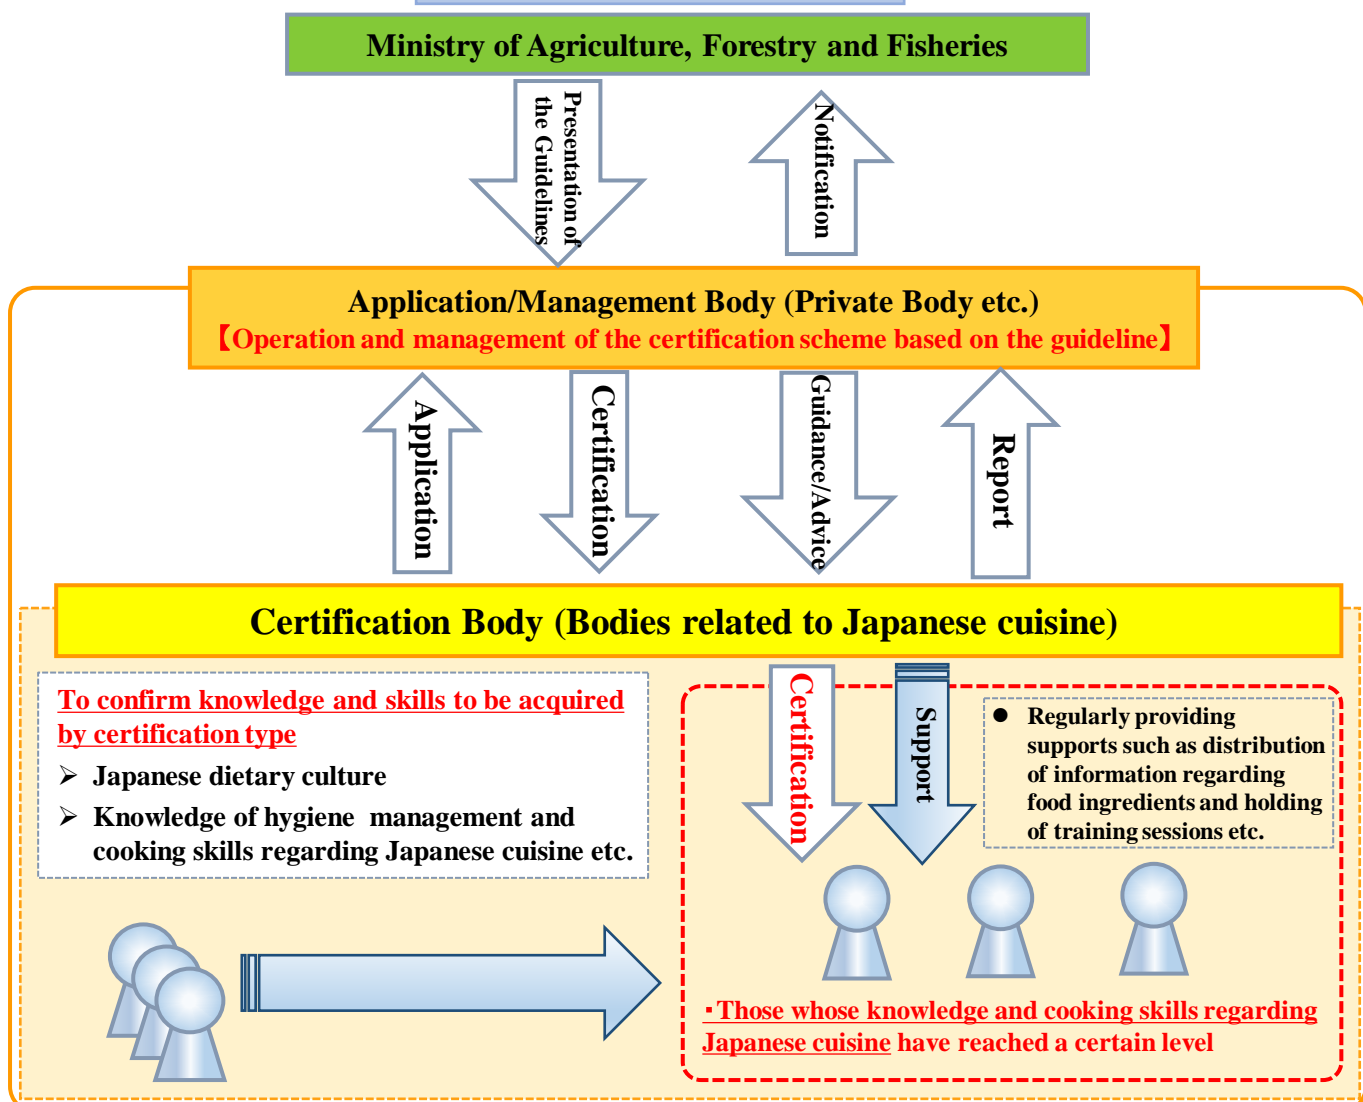 Ministry of Agriculture, Forestry and Fisheries
Presentation of
the Guidelines
Notification
Application/Management Body (Private Body etc.)
【Operation and management of the certification scheme based on the guideline】
Application
Certification
Guidance/Advice
Report
Certification Body (Bodies related to Japanese cuisine)
To confirm knowledge and skills to be acquired
by certification type
➢ Japanese dietary culture
➢ Knowledge of hygiene management and
cooking skills regarding Japanese cuisine etc.
Certification
Support
● Regularly providing
supports such as distribution
of information regarding
food ingredients and holding
of training sessions etc.
・Those whose knowledge and cooking skills regarding
Japanese cuisine have reached a certain level